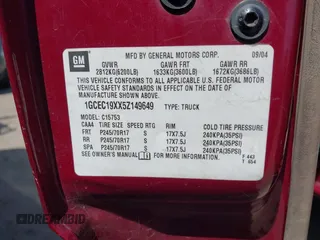 GM
MFD BY GENERAL MOTORS CORP. 09/04
GVWR GAWR FRT GAWR RR
2812KG(6200LB) 1633KG(3600LB) 1672KG(3686LB)
THIS VEHICLE CONFORMS TO ALL APPLICABLE U.S. FEDERAL MOTOR
VEHICLE SAFETY STANDARDS IN EFFECT ON THE DATE OF
MANUFACTURE SHOWN ABOVE.
1GCEC19XX5Z149649 TYPE: TRUCK
MODEL: C15753
TIRE SIZE SPEED RTG RIM COLD TIRE PRESSURE
FRT P245/70R17 S 17X7.5J 240KPA(35PSI)
RR P245/70R17 S 17X7.5J 240KPA(35PSI)
SPA P245/70R17 S 17X7.5J 240KPA(35PSI)
SEE OWNER'S MANUAL FOR MORE INFORMATION.
DREAMBID